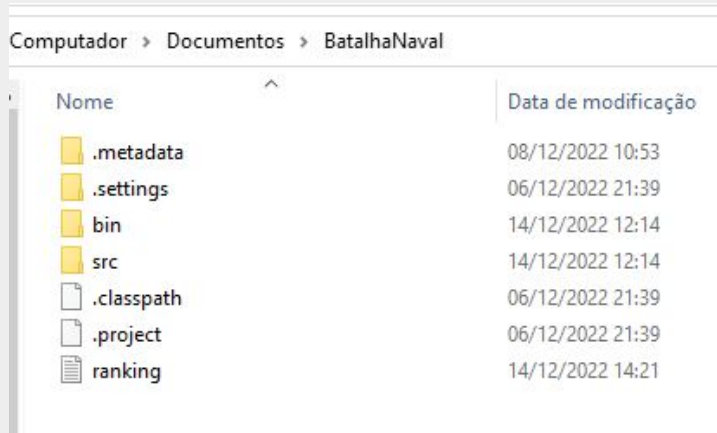 Computador > Documentos > BatalhaNaval
Nome Data de modificação
.metadata 08/12/2022 10:53
.settings 06/12/2022 21:39
bin 14/12/2022 12:14
src 14/12/2022 12:14
.classpath 06/12/2022 21:39
.project 06/12/2022 21:39
ranking 14/12/2022 14:21